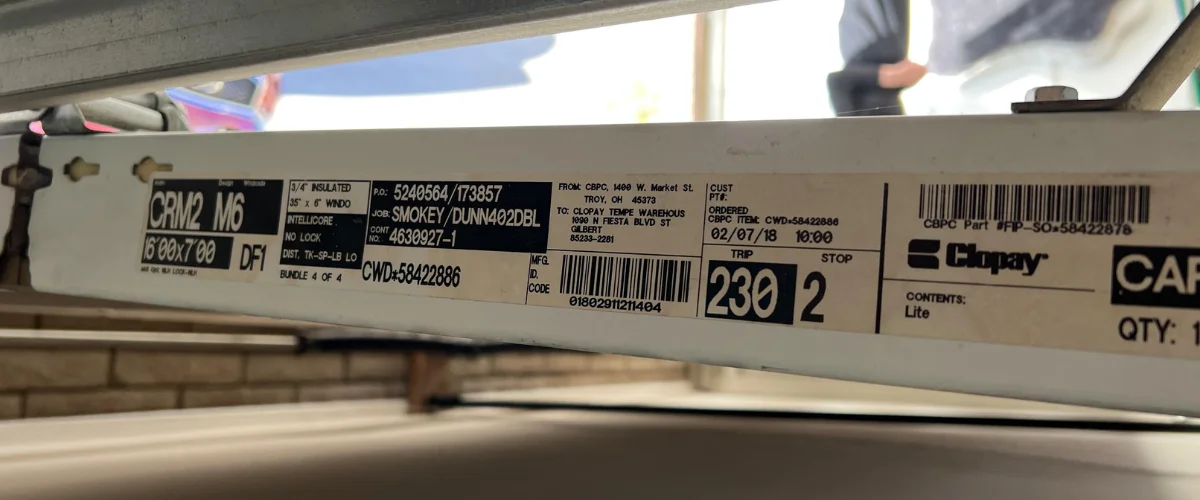 Design Windcode
CRM2 M6
16'00x7'00 DF1
3/4" INSULATED
35" x 6" WINDO
INTELLICORE
NO LOCK
DIST, TK-SP-LB LO
BUNDLE 4 OF 4
P.O.: 5240564/173857
JOB: SMOKEY/DUNN402DBL
CONT
NO: 4630927-1
CWD*58422886
FROM: CBPC, 1400 W. Market St.
TROY, OH 45373
TO: CLOPAY TEMPE WAREHOUS
1090 N FIESTA BLVD ST
GILBERT
85233-2281
MFG.
ID.
CODE
01802911211404
CUST
PT#:
ORDERED
CBPC ITEM: CWD*58422886
02/07/18 10:00
TRIP STOP
230 2
CBPC Part #FIP-SO*58422878
Clopay
CONTENTS:
Lite
CAR
QTY: 1